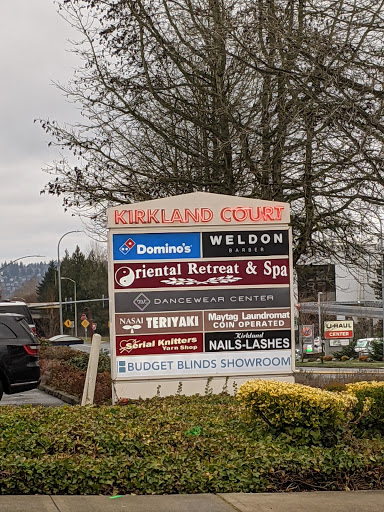 KIRKLAND COURT
Domino's
WELDON
BARBER
Oriental Retreat & Spa
DANCEWEAR CENTER
NASAI TERIYAKI
Maytag Laundromat
COIN OPERATED
Serial Knitters
Yarn Shop
Kirkland
NAILS-LASHES
BUDGET BLINDS SHOWROOM
U-HAUL
CENTER